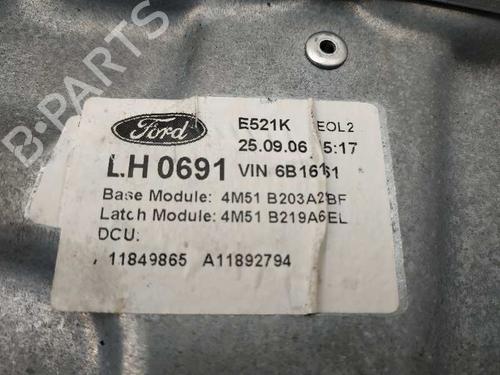 B-PARTS
Ford
E521K EOL2
25.09.06 5:17
LH 0691 VIN 6B16161
Base Module: 4M51 B203A2BF
Latch Module: 4M51 B219A6EL
DCU:
11849865 A11892794